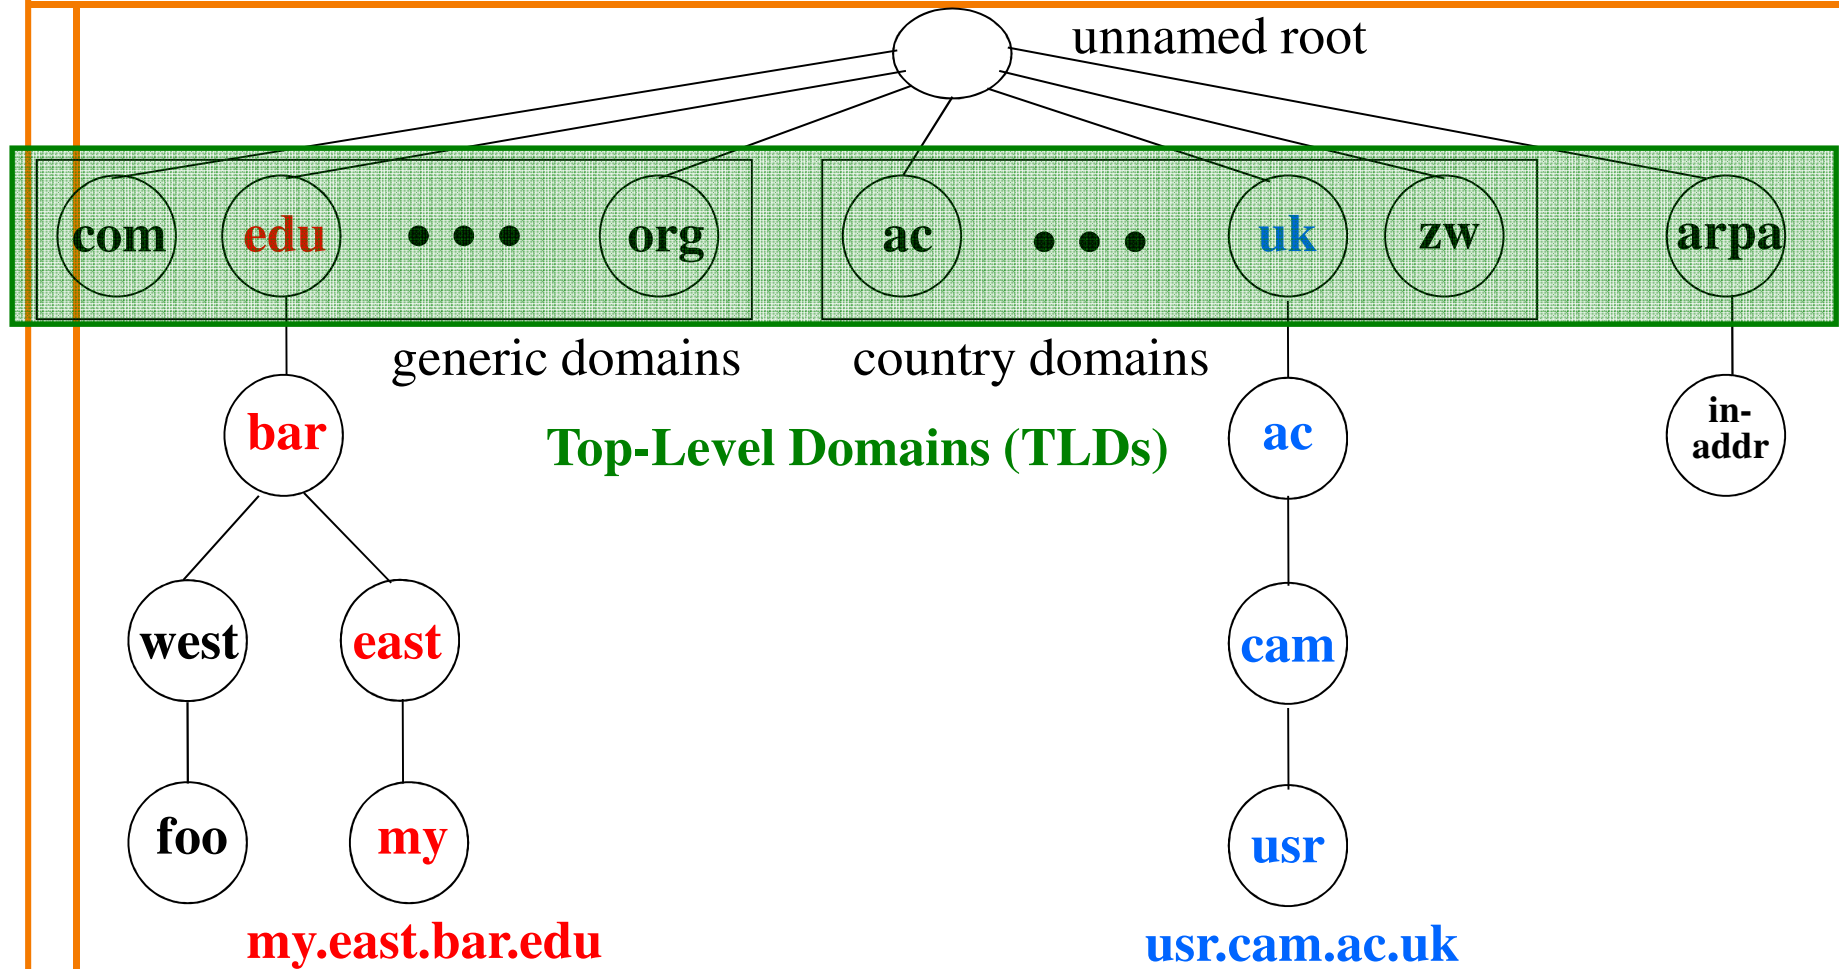 unnamed root
com edu ••• org ac ••• uk zw arpa
generic domains country domains
bar Top-Level Domains (TLDs) ac in-
addr
west east cam
foo my usr
my.east.bar.edu usr.cam.ac.uk